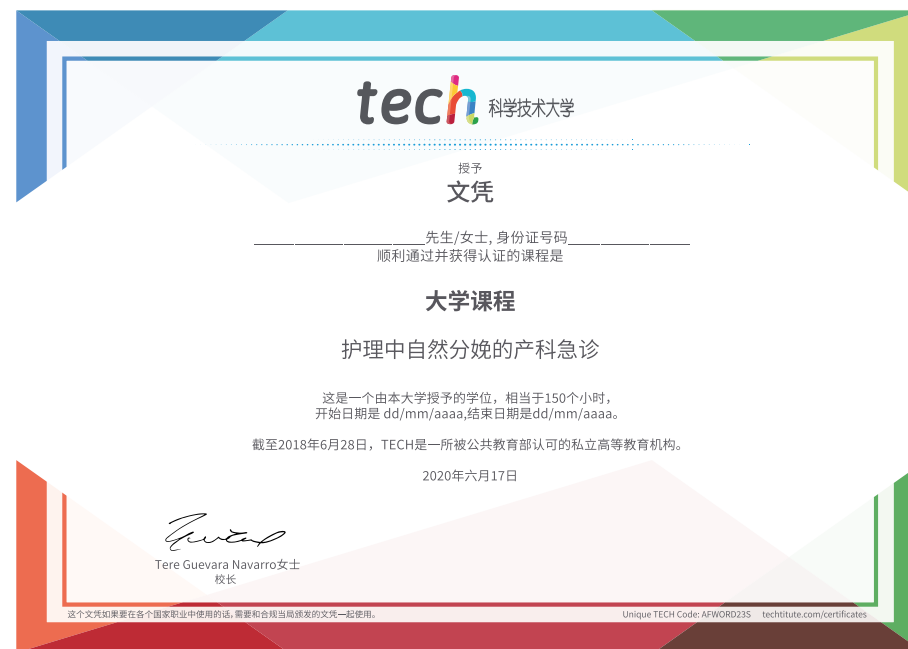 tech 科学技术大学
授予
文凭
先生/女士, 身份证号码
顺利通过并获得认证的课程是
大学课程
护理中自然分娩的产科急诊
这是一个由本大学授予的学位，相当于150个小时，
开始日期是 dd/mm/aaaa,结束日期是dd/mm/aaaa。
截至2018年6月28日，TECH是一所被公共教育部认可的私立高等教育机构。
2020年六月17日
Tere Guevara Navarro女士
校长
这个文凭如果要在各个国家职业中使用的话,需要和合规当局颁发的文凭一起使用。
Unique TECH Code: AFWORD23S techtitute.com/certificates